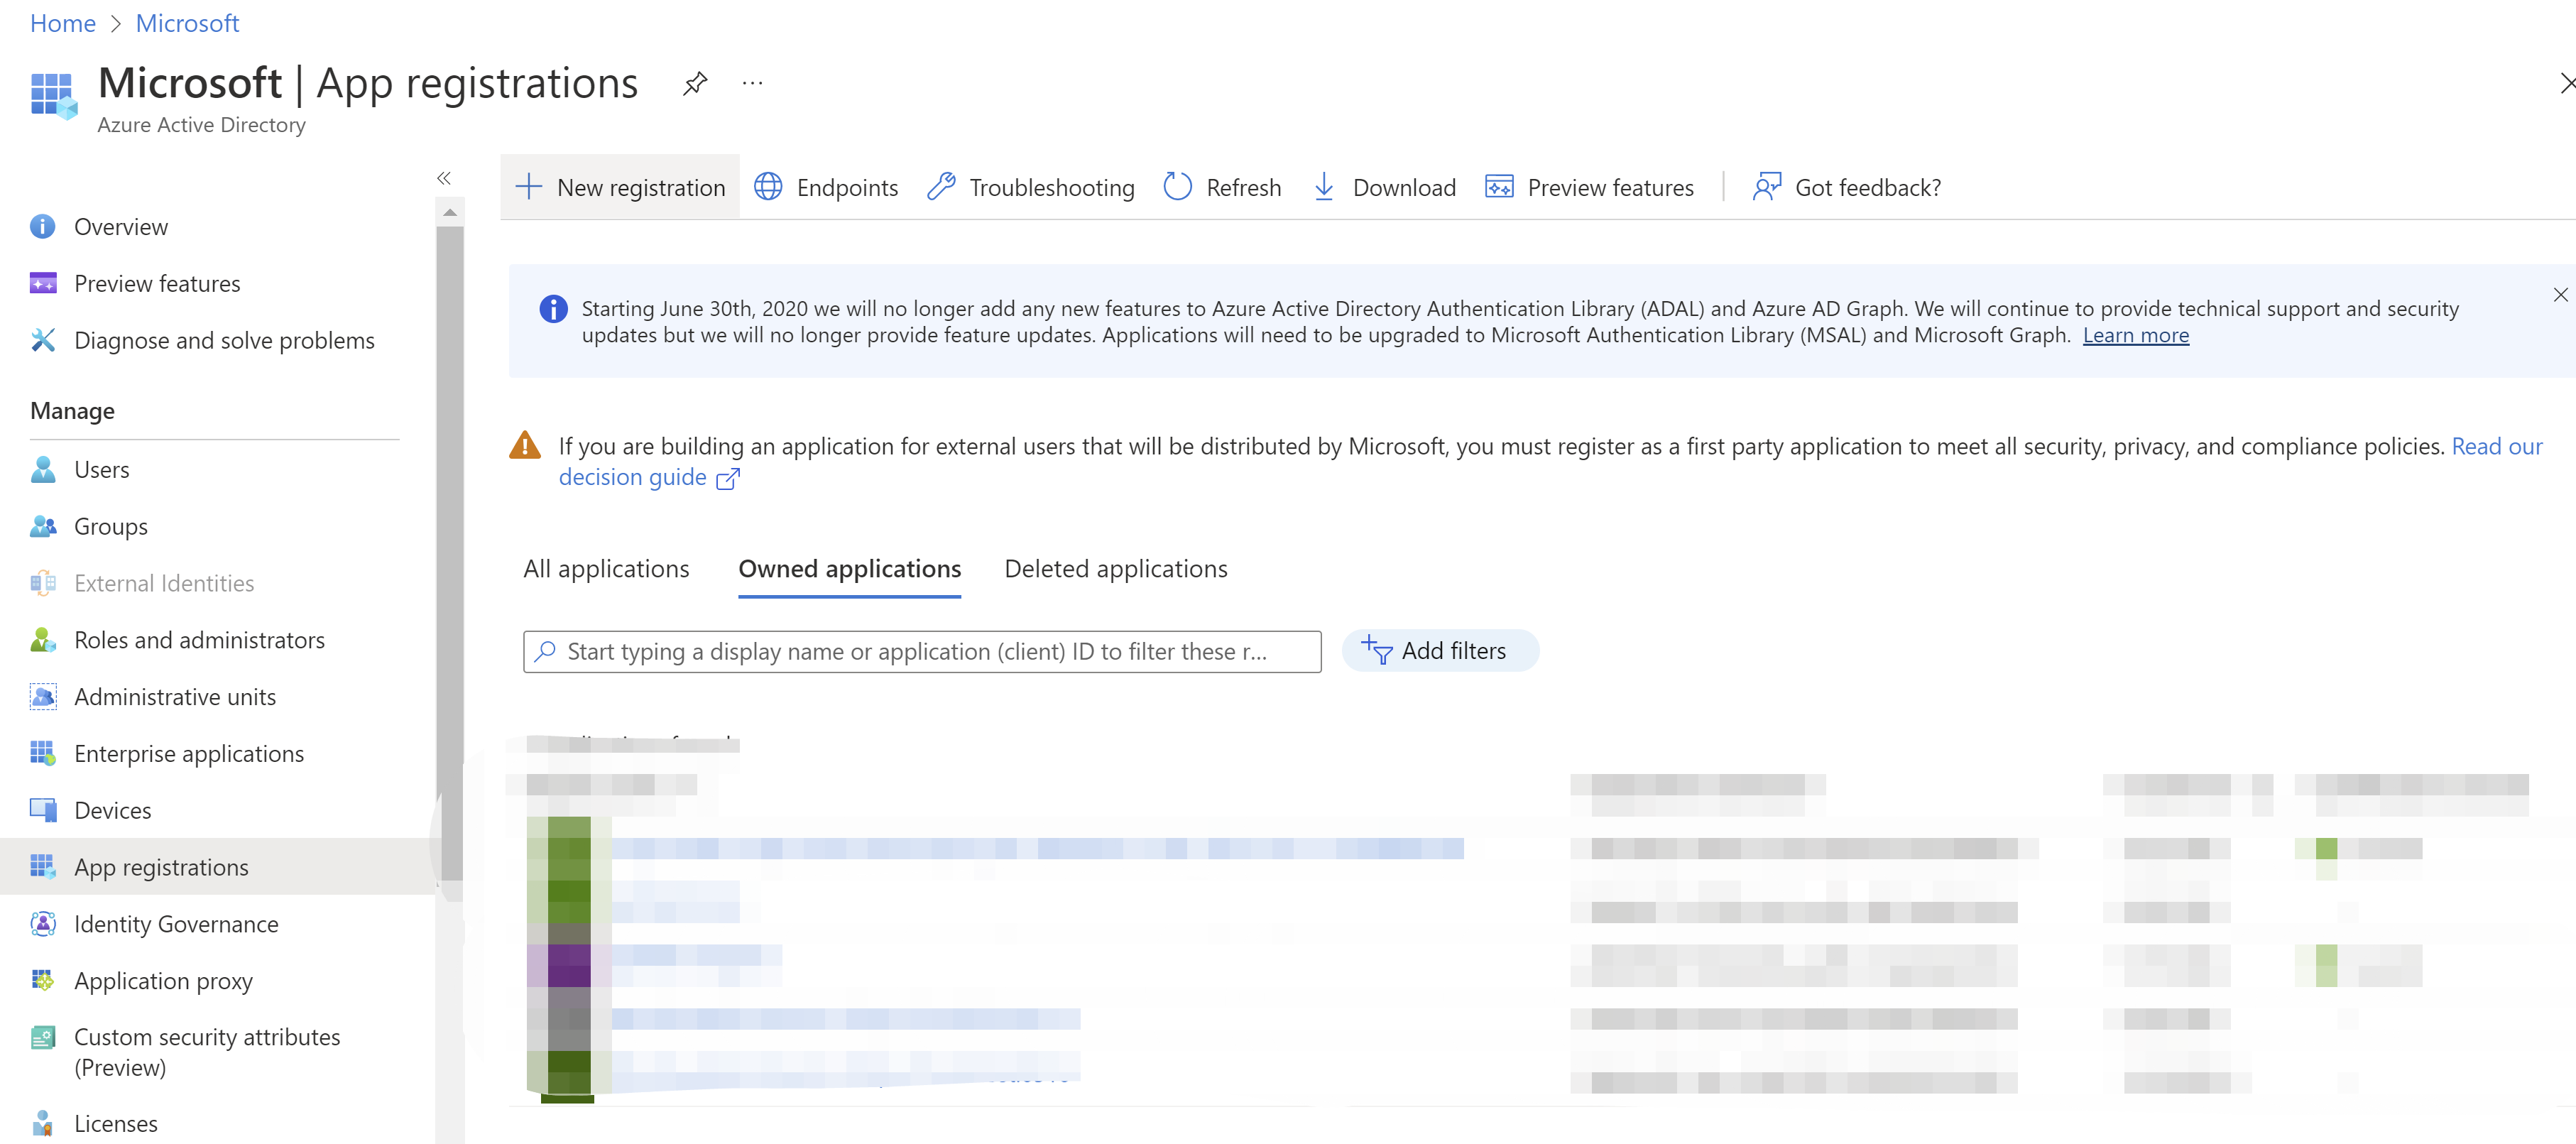 Home > Microsoft
Microsoft | App registrations
...
Azure Active Directory
«
Overview
Preview features
Diagnose and solve problems
Manage
Users
Groups
External Identities
Roles and administrators
Administrative units
Enterprise applications
Devices
App registrations
Identity Governance
Application proxy
Custom security attributes
(Preview)
Licenses
New registration Endpoints Troubleshooting Refresh Download Preview features Got feedback?
Starting June 30th, 2020 we will no longer add any new features to Azure Active Directory Authentication Library (ADAL) and Azure AD Graph. We will continue to provide technical support and security
updates but we will no longer provide feature updates. Applications will need to be upgraded to Microsoft Authentication Library (MSAL) and Microsoft Graph. Learn more
If you are building an application for external users that will be distributed by Microsoft, you must register as a first party application to meet all security, privacy, and compliance policies. Read our
decision guide
All applications Owned applications Deleted applications
Start typing a display name or application (client) ID to filter these r...
Add filters